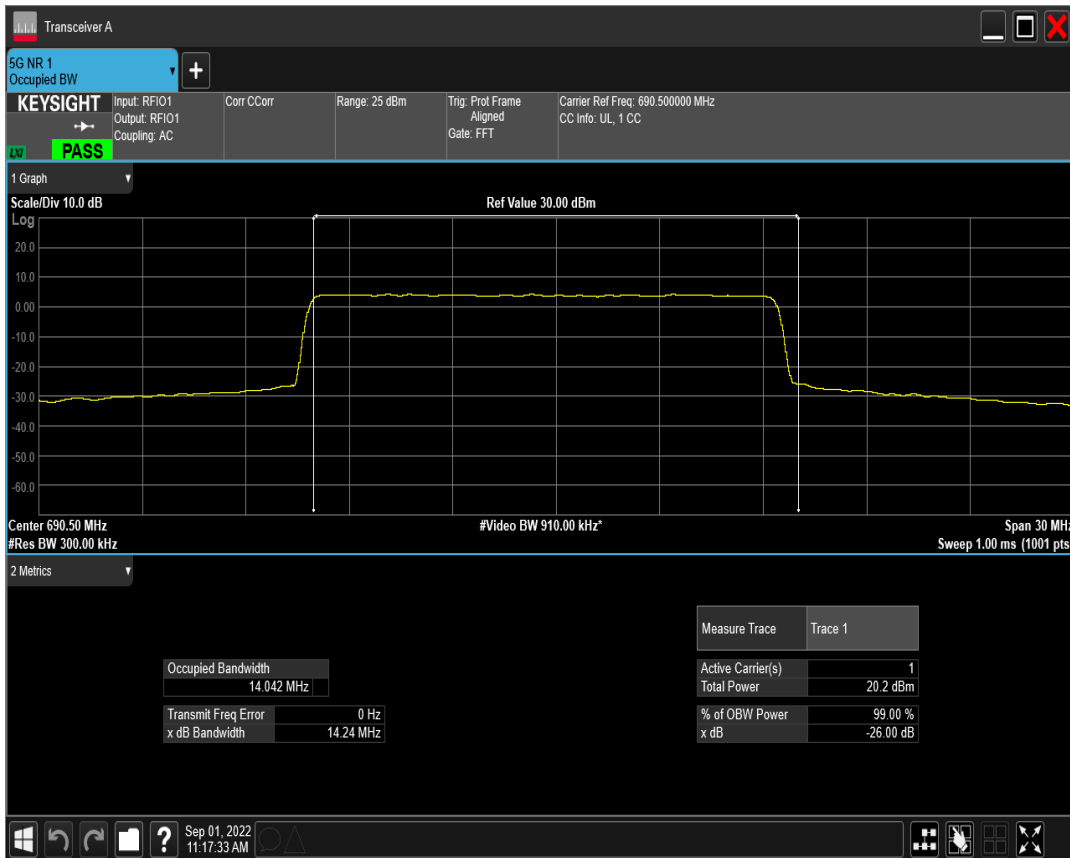 Transceiver A
5G NR 1
Occupied BW
KEYSIGHT
LXI
PASS
Input: RFIO1
Output: RFIO1
Coupling: AC
Corr CCorr
Range: 25 dBm
Trig: Prot Frame
Aligned
Gate: FFT
Carrier Ref Freq: 690.500000 MHz
CC Info: UL, 1 CC
1 Graph
Scale/Div 10.0 dB
Ref Value 30.00 dBm
Log
20.0
10.0
0.00
-10.0
-20.0
-30.0
-40.0
-50.0
-60.0
Center 690.50 MHz
#Video BW 910.00 kHz*
Span 30 MHz
#Res BW 300.00 kHz
Sweep 1.00 ms (1001 pts
2 Metrics
Measure Trace Trace 1
Occupied Bandwidth
14.042 MHz
Active Carrier(s) 1
Total Power 20.2 dBm
Transmit Freq Error 0 Hz
x dB Bandwidth 14.24 MHz
% of OBW Power 99.00 %
x dB -26.00 dB
?
Sep 01, 2022
11:17:33 AM